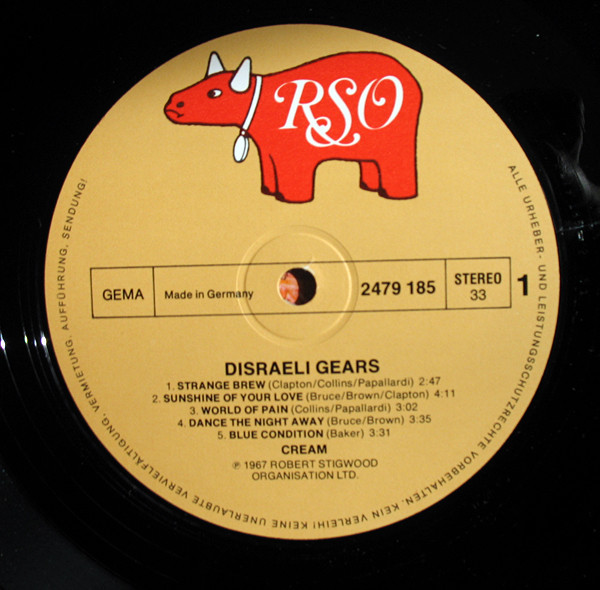 RSO
GEMA
Made in Germany
2479 185
STEREO
33
1
DISRAELI GEARS
1. STRANGE BREW (Clapton/Collins/Papallardi) 2:47
2. SUNSHINE OF YOUR LOVE (Bruce/Brown/Clapton) 4:11
3. WORLD OF PAIN (Collins/Papallardi) 3:02
4. DANCE THE NIGHT AWAY (Bruce/Brown) 3:35
5. BLUE CONDITION (Baker) 3:31
CREAM
℗ 1967 ROBERT STIGWOOD
ORGANISATION LTD.
ALLE URHEBER- UND LEISTUNGSSCHUTZRECHTE VORBEHALTEN. KEIN VERLEIH! KEINE UNERLAUBTE VERVIELFÄLTIGUNG, VERMIETUNG, AUFFÜHRUNG, SENDUNG!